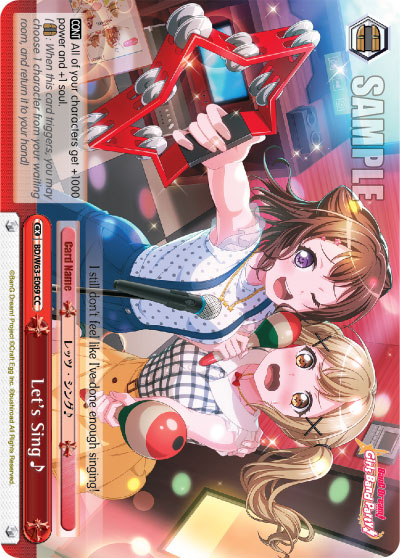 [CONT] All of your characters get +1000
power and +1 soul.
( : When this card triggers, you may
choose 1 character from your waiting
room, and return it to your hand)
SAMPLE
I still don't feel like I've done enough singing!
BanG Dream!
Girls Band Party!
CX
BD/W63-E069 CC
Card Name
レッツ・シング♪
Let's Sing♪
©BanG Dream! Project ©Craft Egg Inc. ©bushiroad All Rights Reserved.